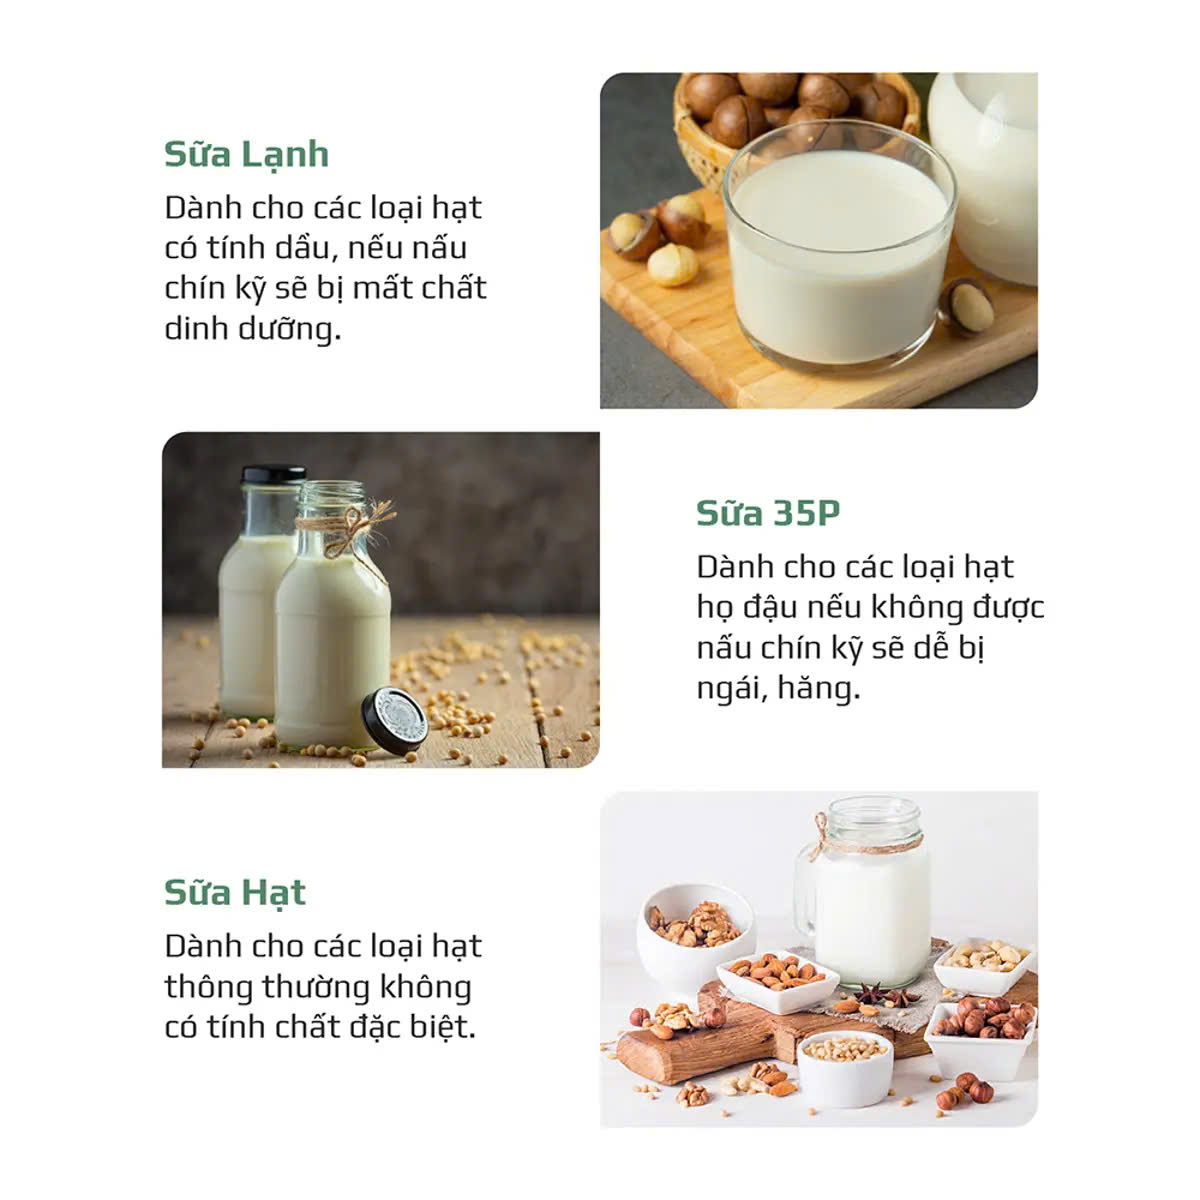 Sữa Lạnh
Dành cho các loại hạt
có tính dầu, nếu nấu
chín kỹ sẽ bị mất chất
dinh dưỡng.
Sữa 35P
Dành cho các loại hạt
họ đậu nếu không được
nấu chín kỹ sẽ dễ bị
ngái, hăng.
Sữa Hạt
Dành cho các loại hạt
thông thường không
có tính chất đặc biệt.